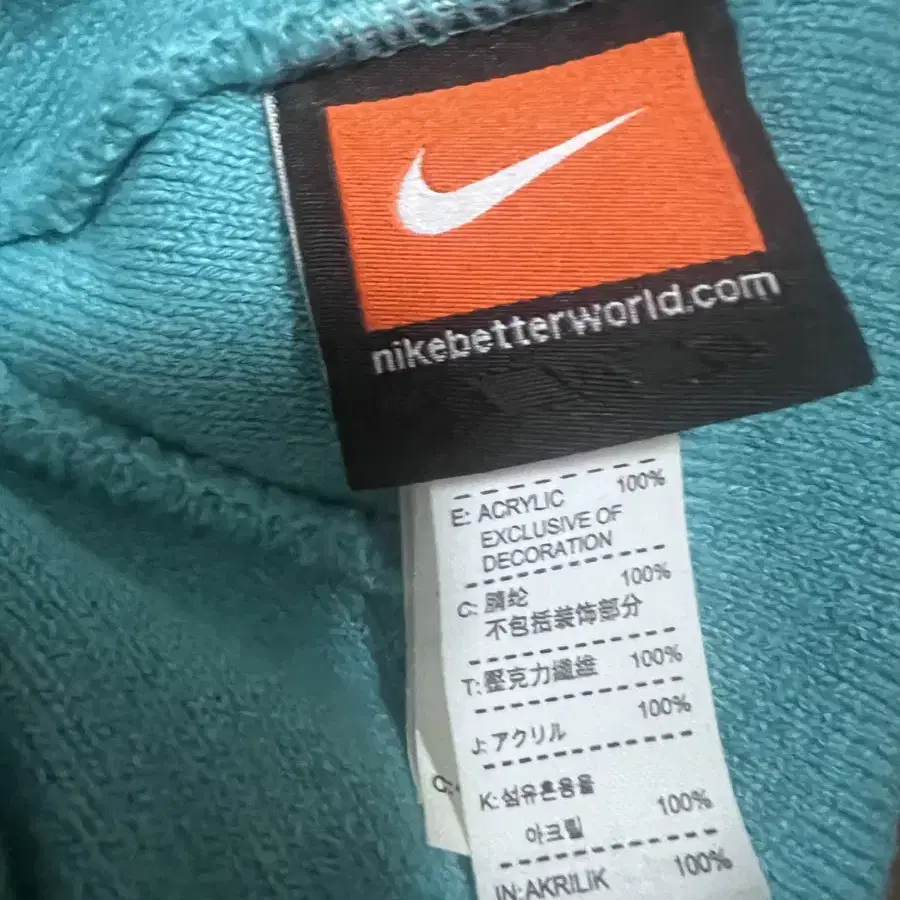 nikebetterworld.com
E: ACRYLIC 100%
EXCLUSIVE OF
DECORATION
C: 腈纶 100%
不包括装饰部分
T: 壓克力纖維 100%
J: アクリル 100%
K: 섬유혼용율
아크릴 100%
IN: AKRILIK 100%
C: